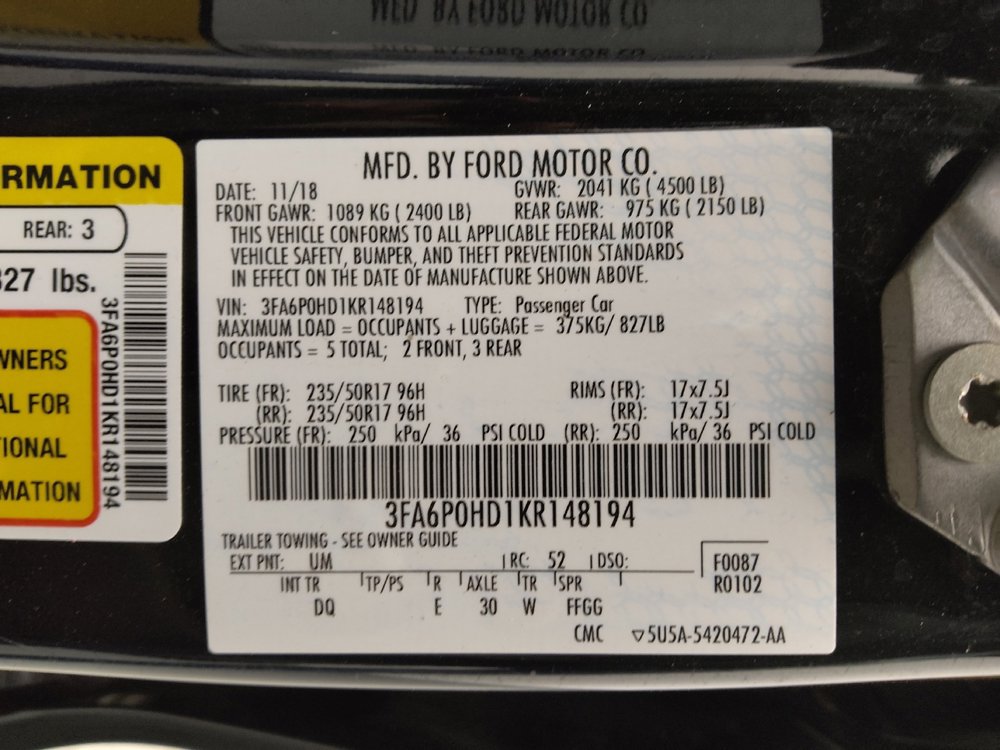 MFD. BY FORD MOTOR CO.
RMATION
REAR: 3
827 lbs.
3FA6P0HD1KR148194
WNERS
AL FOR
TIONAL
MATION
MFD. BY FORD MOTOR CO.
DATE: 11/18 GVWR: 2041 KG ( 4500 LB)
FRONT GAWR: 1089 KG ( 2400 LB) REAR GAWR: 975 KG ( 2150 LB)
THIS VEHICLE CONFORMS TO ALL APPLICABLE FEDERAL MOTOR
VEHICLE SAFETY, BUMPER, AND THEFT PREVENTION STANDARDS
IN EFFECT ON THE DATE OF MANUFACTURE SHOWN ABOVE.
VIN: 3FA6P0HD1KR148194 TYPE: Passenger Car
MAXIMUM LOAD = OCCUPANTS + LUGGAGE = 375KG/ 827LB
OCCUPANTS = 5 TOTAL; 2 FRONT, 3 REAR
TIRE (FR): 235/50R17 96H RIMS (FR): 17x7.5J
(RR): 235/50R17 96H (RR): 17x7.5J
PRESSURE (FR): 250 kPa/ 36 PSI COLD (RR): 250 kPa/ 36 PSI COLD
3FA6P0HD1KR148194
TRAILER TOWING - SEE OWNER GUIDE
EXT PNT: UM RC: 52 DSO: F0087
INT TR TP/PS R AXLE TR SPR R0102
DQ E 30 W FFGG
CMC ▽5U5A-5420472-AA